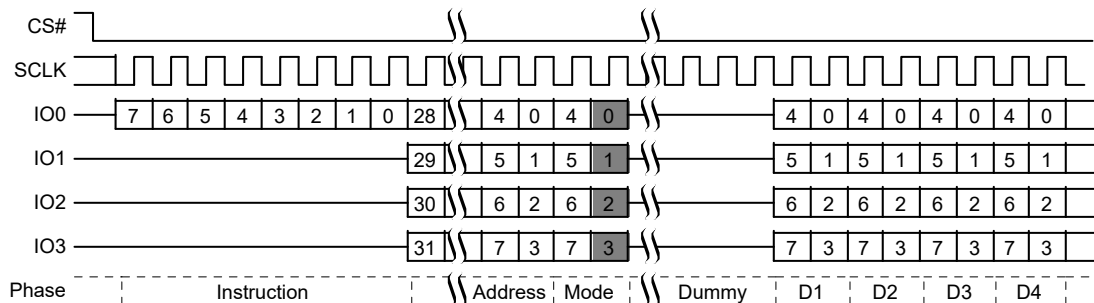 CS#
SCLK
IO0 7 6 5 4 3 2 1 0 28 4 0 4 0 4 0 4 0 4 0 4 0
IO1 29 5 1 5 1 5 1 5 1 5 1 5 1
IO2 30 6 2 6 2 6 2 6 2 6 2 6 2
IO3 31 7 3 7 3 7 3 7 3 7 3 7 3
Phase Instruction Address Mode Dummy D1 D2 D3 D4